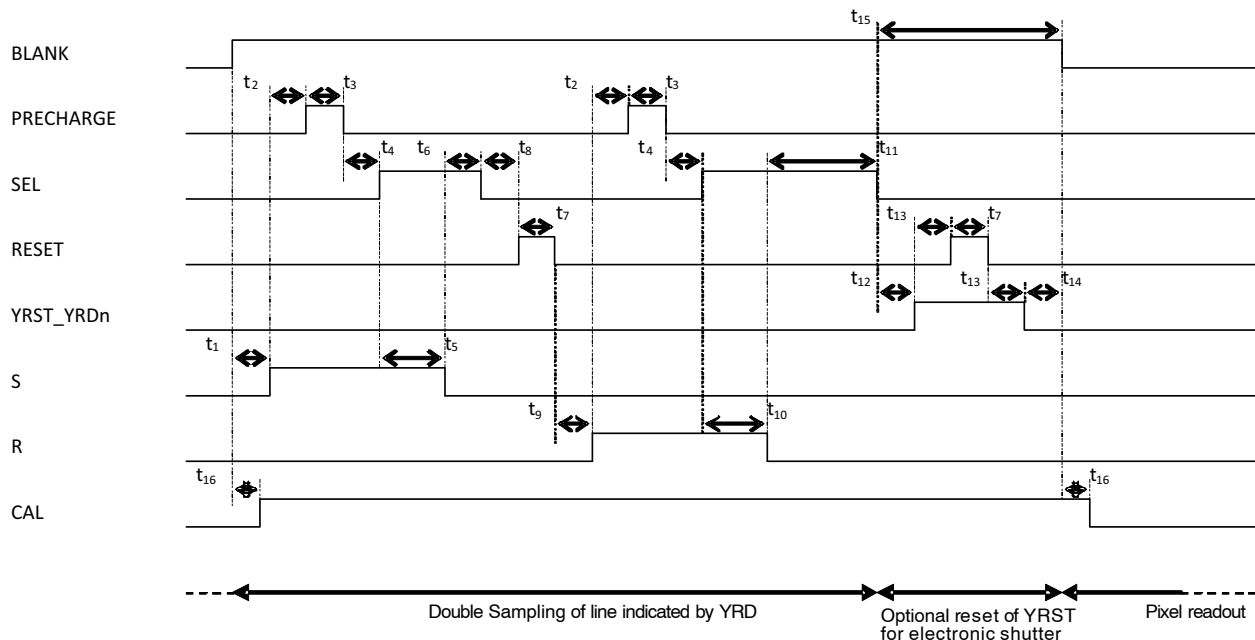 t15
BLANK
t2 t3 t2 t3
PRECHARGE
t4 t6 t8 t4 t11
SEL
t7 t13 t7
RESET
t12 t13 t14
YRST_YRDn
t1 t5
S
t9 t10
R
t16 t16
CAL
Double Sampling of line indicated by YRD
Optional reset of YRST
for electronic shutter
Pixel readout